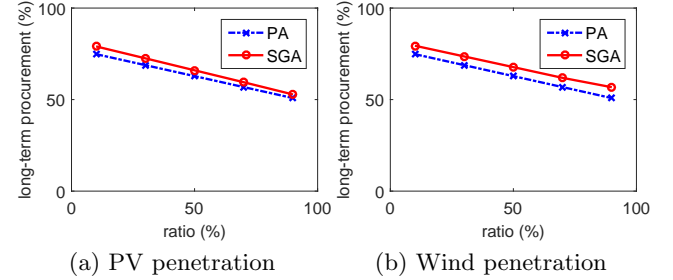 long-term procurement (%)
100
50
0
0
50
100
ratio (%)
PA
SGA
(a) PV penetration
long-term procurement (%)
100
50
0
0
50
100
ratio (%)
PA
SGA
(b) Wind penetration